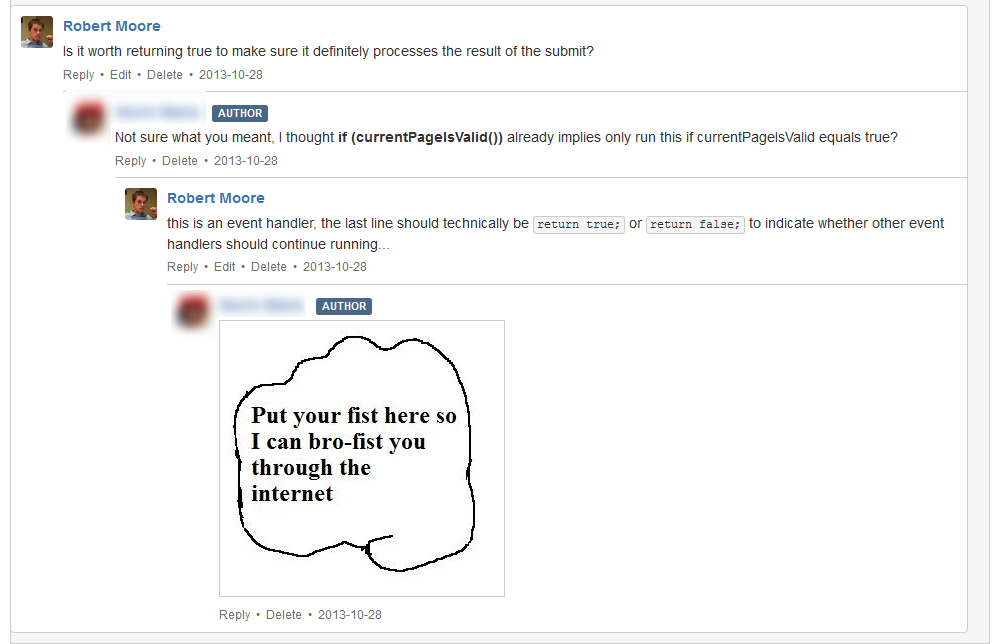 Robert Moore
Is it worth returning true to make sure it definitely processes the result of the submit?
Reply • Edit • Delete • 2013-10-28
AUTHOR
Not sure what you meant, I thought if (currentPageIsValid()) already implies only run this if currentPageIsValid equals true?
Reply • Delete • 2013-10-28
Robert Moore
this is an event handler, the last line should technically be return true; or return false; to indicate whether other event
handlers should continue running...
Reply • Edit • Delete • 2013-10-28
AUTHOR
Put your fist here so
I can bro-fist you
through the
internet
Reply • Delete • 2013-10-28